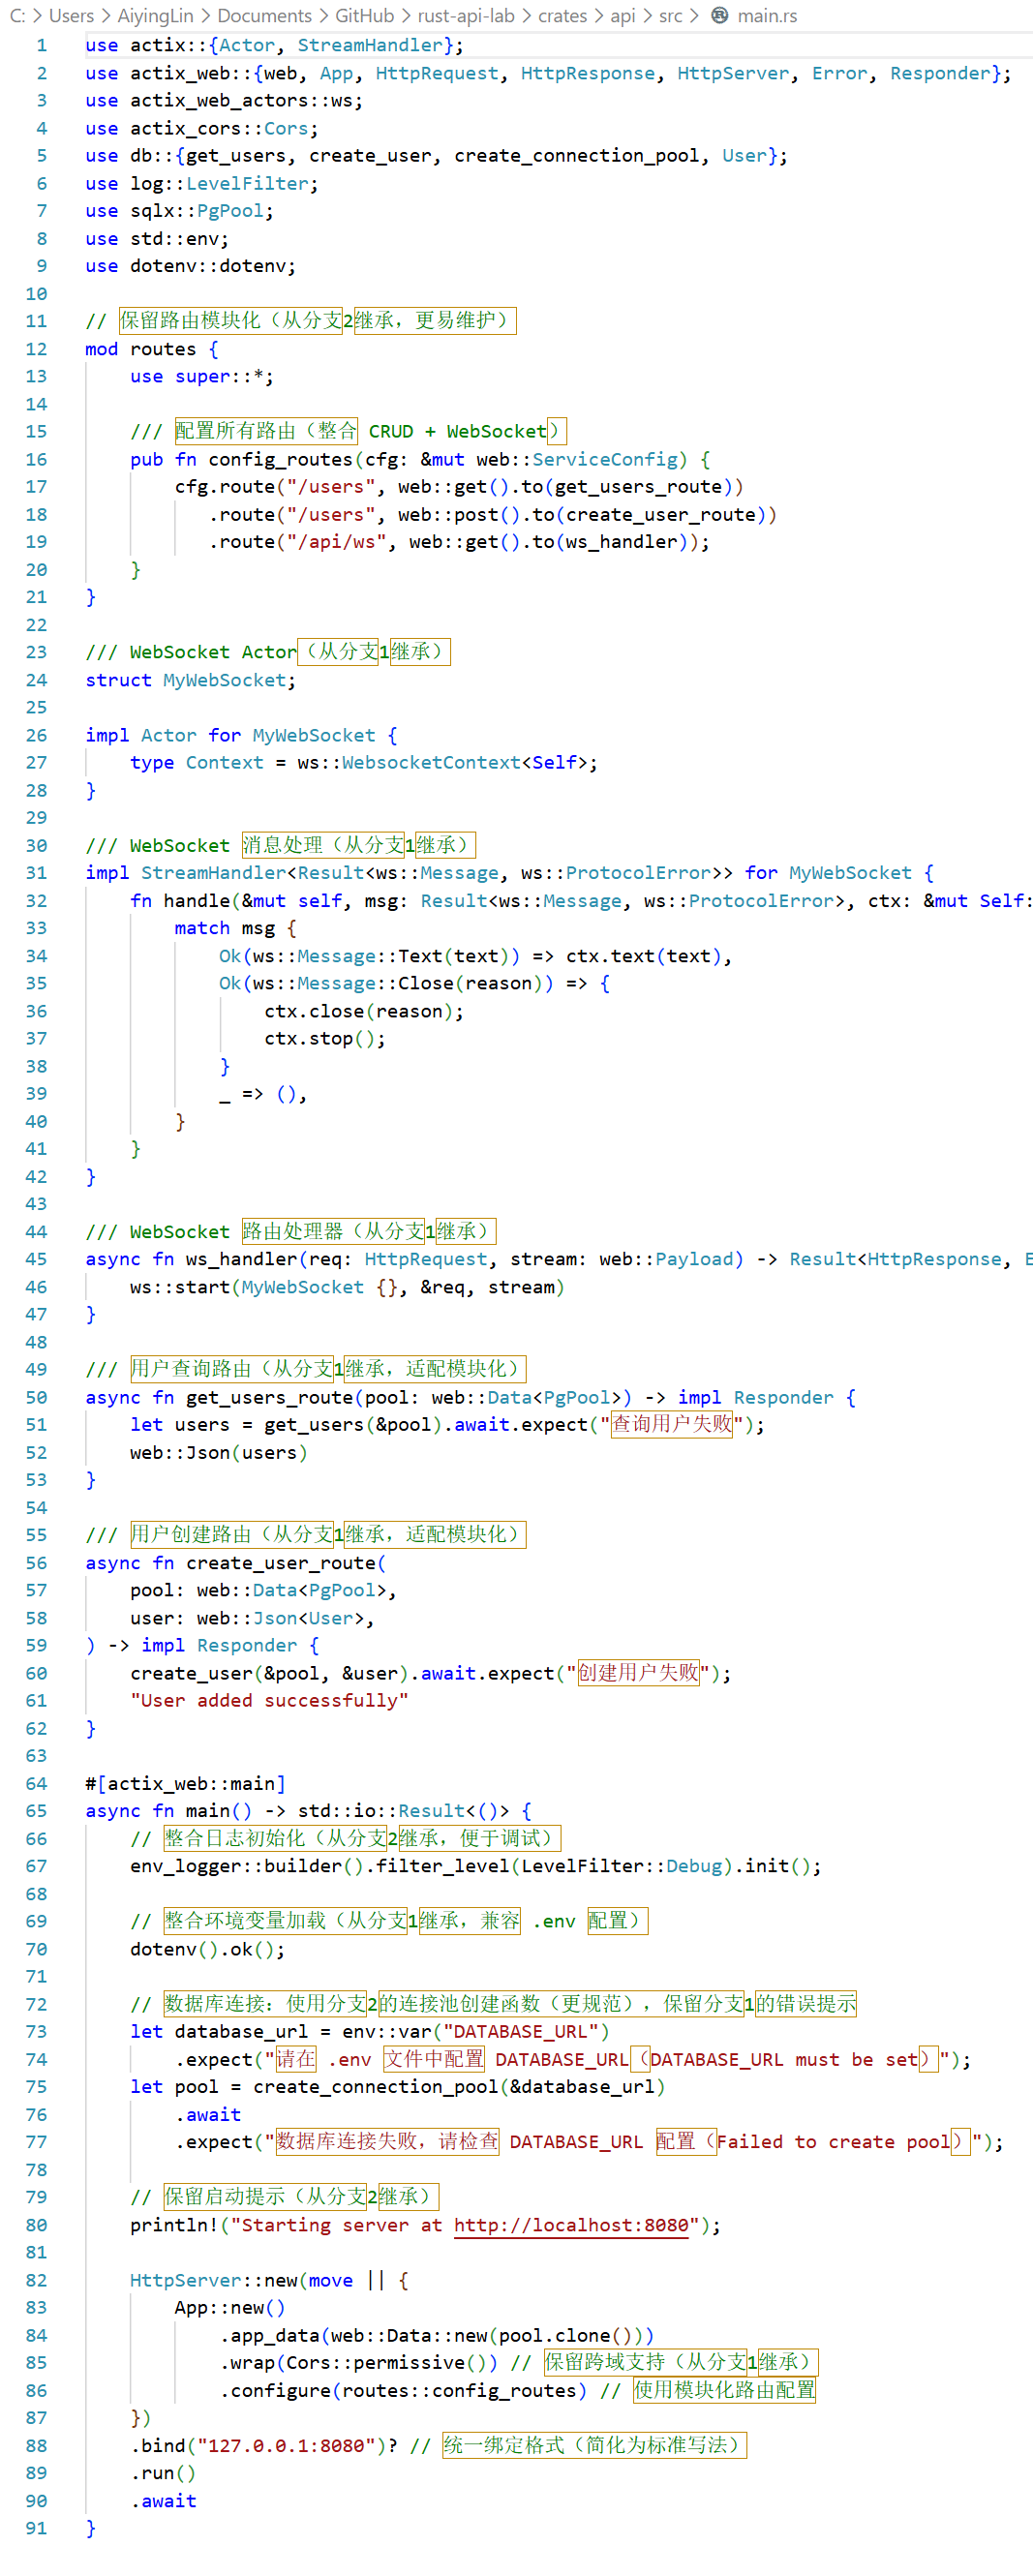 C: > Users > AiyingLin > Documents > GitHub > rust-api-lab > crates > api > src > main.rs
1 use actix::{Actor, StreamHandler};
2 use actix_web::{web, App, HttpRequest, HttpResponse, HttpServer, Error, Responder};
3 use actix_web_actors::ws;
4 use actix_cors::Cors;
5 use db::{get_users, create_user, create_connection_pool, User};
6 use log::LevelFilter;
7 use sqlx::PgPool;
8 use std::env;
9 use dotenv::dotenv;
10
11 // 保留路由模块化（从分支2继承，更易维护）
12 mod routes {
13     use super::*;
14
15     /// 配置所有路由（整合 CRUD + WebSocket）
16     pub fn config_routes(cfg: &mut web::ServiceConfig) {
17         cfg.route("/users", web::get().to(get_users_route))
18            .route("/users", web::post().to(create_user_route))
19            .route("/api/ws", web::get().to(ws_handler));
20     }
21 }
22
23 /// WebSocket Actor（从分支1继承）
24 struct MyWebSocket;
25
26 impl Actor for MyWebSocket {
27     type Context = ws::WebsocketContext<Self>;
28 }
29
30 /// WebSocket 消息处理（从分支1继承）
31 impl StreamHandler<Result<ws::Message, ws::ProtocolError>> for MyWebSocket {
32     fn handle(&mut self, msg: Result<ws::Message, ws::ProtocolError>, ctx: &mut Self:
33         match msg {
34             Ok(ws::Message::Text(text)) => ctx.text(text),
35             Ok(ws::Message::Close(reason)) => {
36                 ctx.close(reason);
37                 ctx.stop();
38             }
39             _ => (),
40         }
41     }
42 }
43
44 /// WebSocket 路由处理器（从分支1继承）
45 async fn ws_handler(req: HttpRequest, stream: web::Payload) -> Result<HttpResponse, E
46     ws::start(MyWebSocket {}, &req, stream)
47 }
48
49 /// 用户查询路由（从分支1继承，适配模块化）
50 async fn get_users_route(pool: web::Data<PgPool>) -> impl Responder {
51     let users = get_users(&pool).await.expect("查询用户失败");
52     web::Json(users)
53 }
54
55 /// 用户创建路由（从分支1继承，适配模块化）
56 async fn create_user_route(
57     pool: web::Data<PgPool>,
58     user: web::Json<User>,
59 ) -> impl Responder {
60     create_user(&pool, &user).await.expect("创建用户失败");
61     "User added successfully"
62 }
63
64 #[actix_web::main]
65 async fn main() -> std::io::Result<()> {
66     // 整合日志初始化（从分支2继承，便于调试）
67     env_logger::builder().filter_level(LevelFilter::Debug).init();
68
69     // 整合环境变量加载（从分支1继承，兼容 .env 配置）
70     dotenv().ok();
71
72     // 数据库连接：使用分支2的连接池创建函数（更规范），保留分支1的错误提示
73     let database_url = env::var("DATABASE_URL")
74         .expect("请在 .env 文件中配置 DATABASE_URL（DATABASE_URL must be set）");
75     let pool = create_connection_pool(&database_url)
76         .await
77         .expect("数据库连接失败，请检查 DATABASE_URL 配置（Failed to create pool）");
78
79     // 保留启动提示（从分支2继承）
80     println!("Starting server at http://localhost:8080");
81
82     HttpServer::new(move || {
83         App::new()
84             .app_data(web::Data::new(pool.clone()))
85             .wrap(Cors::permissive()) // 保留跨域支持（从分支1继承）
86             .configure(routes::config_routes) // 使用模块化路由配置
87     })
88     .bind("127.0.0.1:8080")? // 统一绑定格式（简化为标准写法）
89     .run()
90     .await
91 }